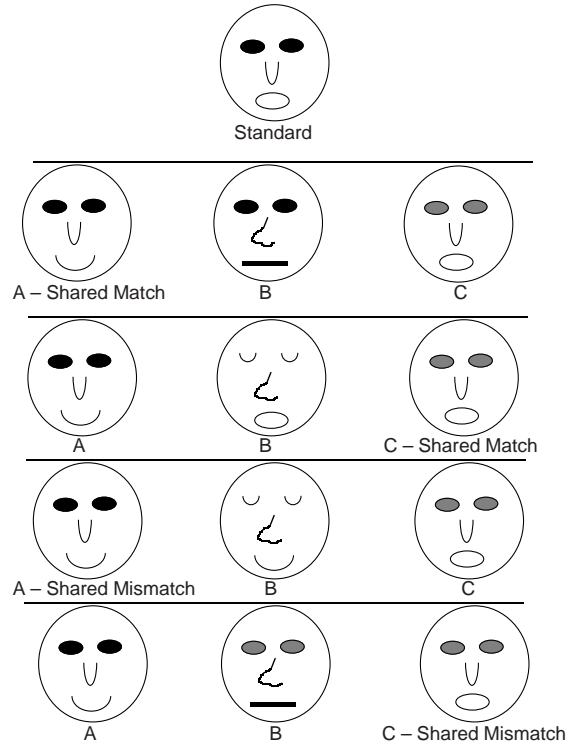 Standard
A – Shared Match B C
A B C – Shared Match
A – Shared Mismatch B C
A B C – Shared Mismatch